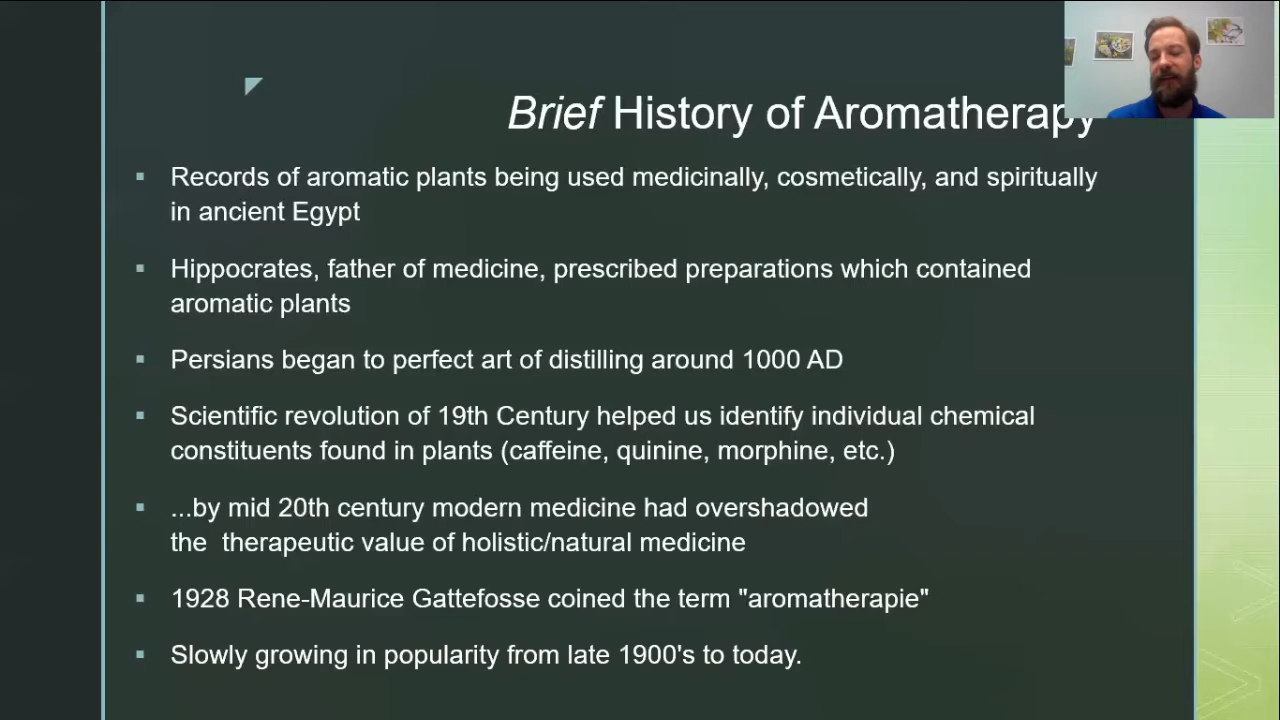 Brief History of Aromatherapy
▪ Records of aromatic plants being used medicinally, cosmetically, and spiritually
in ancient Egypt
▪ Hippocrates, father of medicine, prescribed preparations which contained
aromatic plants
▪ Persians began to perfect art of distilling around 1000 AD
▪ Scientific revolution of 19th Century helped us identify individual chemical
constituents found in plants (caffeine, quinine, morphine, etc.)
▪ ...by mid 20th century modern medicine had overshadowed
the  therapeutic value of holistic/natural medicine
▪ 1928 Rene-Maurice Gattefosse coined the term "aromatherapie"
▪ Slowly growing in popularity from late 1900's to today.